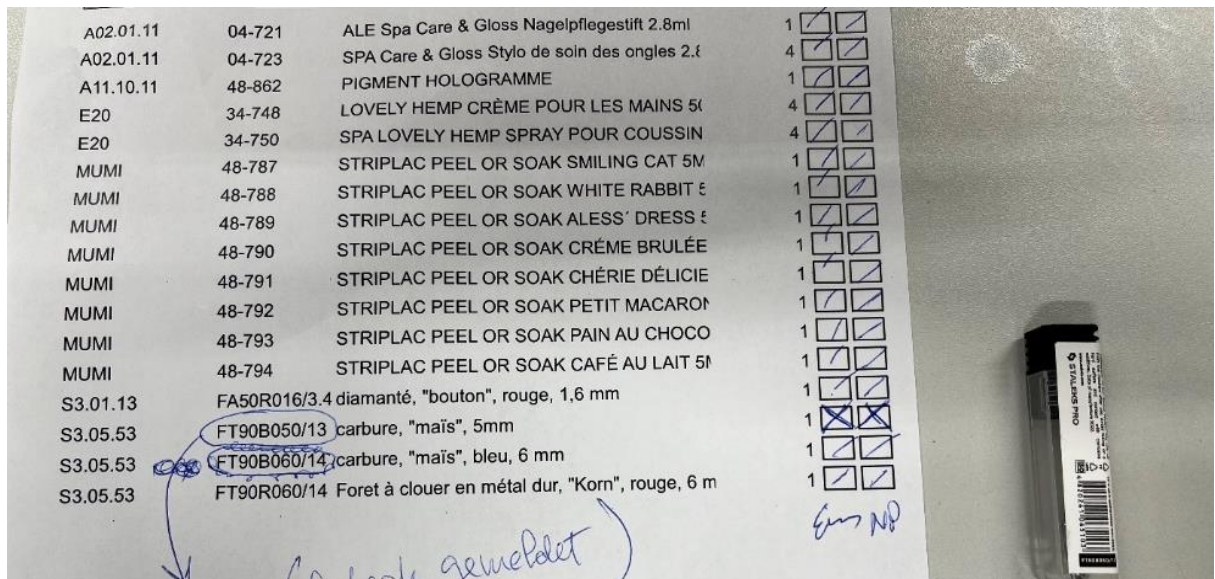 A02.01.11 04-721 ALE Spa Care & Gloss Nagelpflegestift 2.8ml 1
A02.01.11 04-723 SPA Care & Gloss Stylo de soin des ongles 2.8 4
A11.10.11 48-862 PIGMENT HOLOGRAMME 1
E20 34-748 LOVELY HEMP CRÈME POUR LES MAINS 50 4
E20 34-750 SPA LOVELY HEMP SPRAY POUR COUSSIN 4
MUMI 48-787 STRIPLAC PEEL OR SOAK SMILING CAT 5M 1
MUMI 48-788 STRIPLAC PEEL OR SOAK WHITE RABBIT 5 1
MUMI 48-789 STRIPLAC PEEL OR SOAK ALESS´ DRESS 5 1
MUMI 48-790 STRIPLAC PEEL OR SOAK CRÉME BRULÉE 1
MUMI 48-791 STRIPLAC PEEL OR SOAK CHÉRIE DÉLICIE 1
MUMI 48-792 STRIPLAC PEEL OR SOAK PETIT MACARON 1
MUMI 48-793 STRIPLAC PEEL OR SOAK PAIN AU CHOCO 1
MUMI 48-794 STRIPLAC PEEL OR SOAK CAFÉ AU LAIT 5M 1
S3.01.13 FA50R016/3.4 diamanté, "bouton", rouge, 1,6 mm 1
S3.05.53 FT90B050/13 carbure, "maïs", 5mm 1
S3.05.53 FT90B060/14 carbure, "maïs", bleu, 6 mm 1
S3.05.53 FT90R060/14 Foret à clouer en métal dur, "Korn", rouge, 6 m 1
NP
gemeldet)
STALEKS PRO